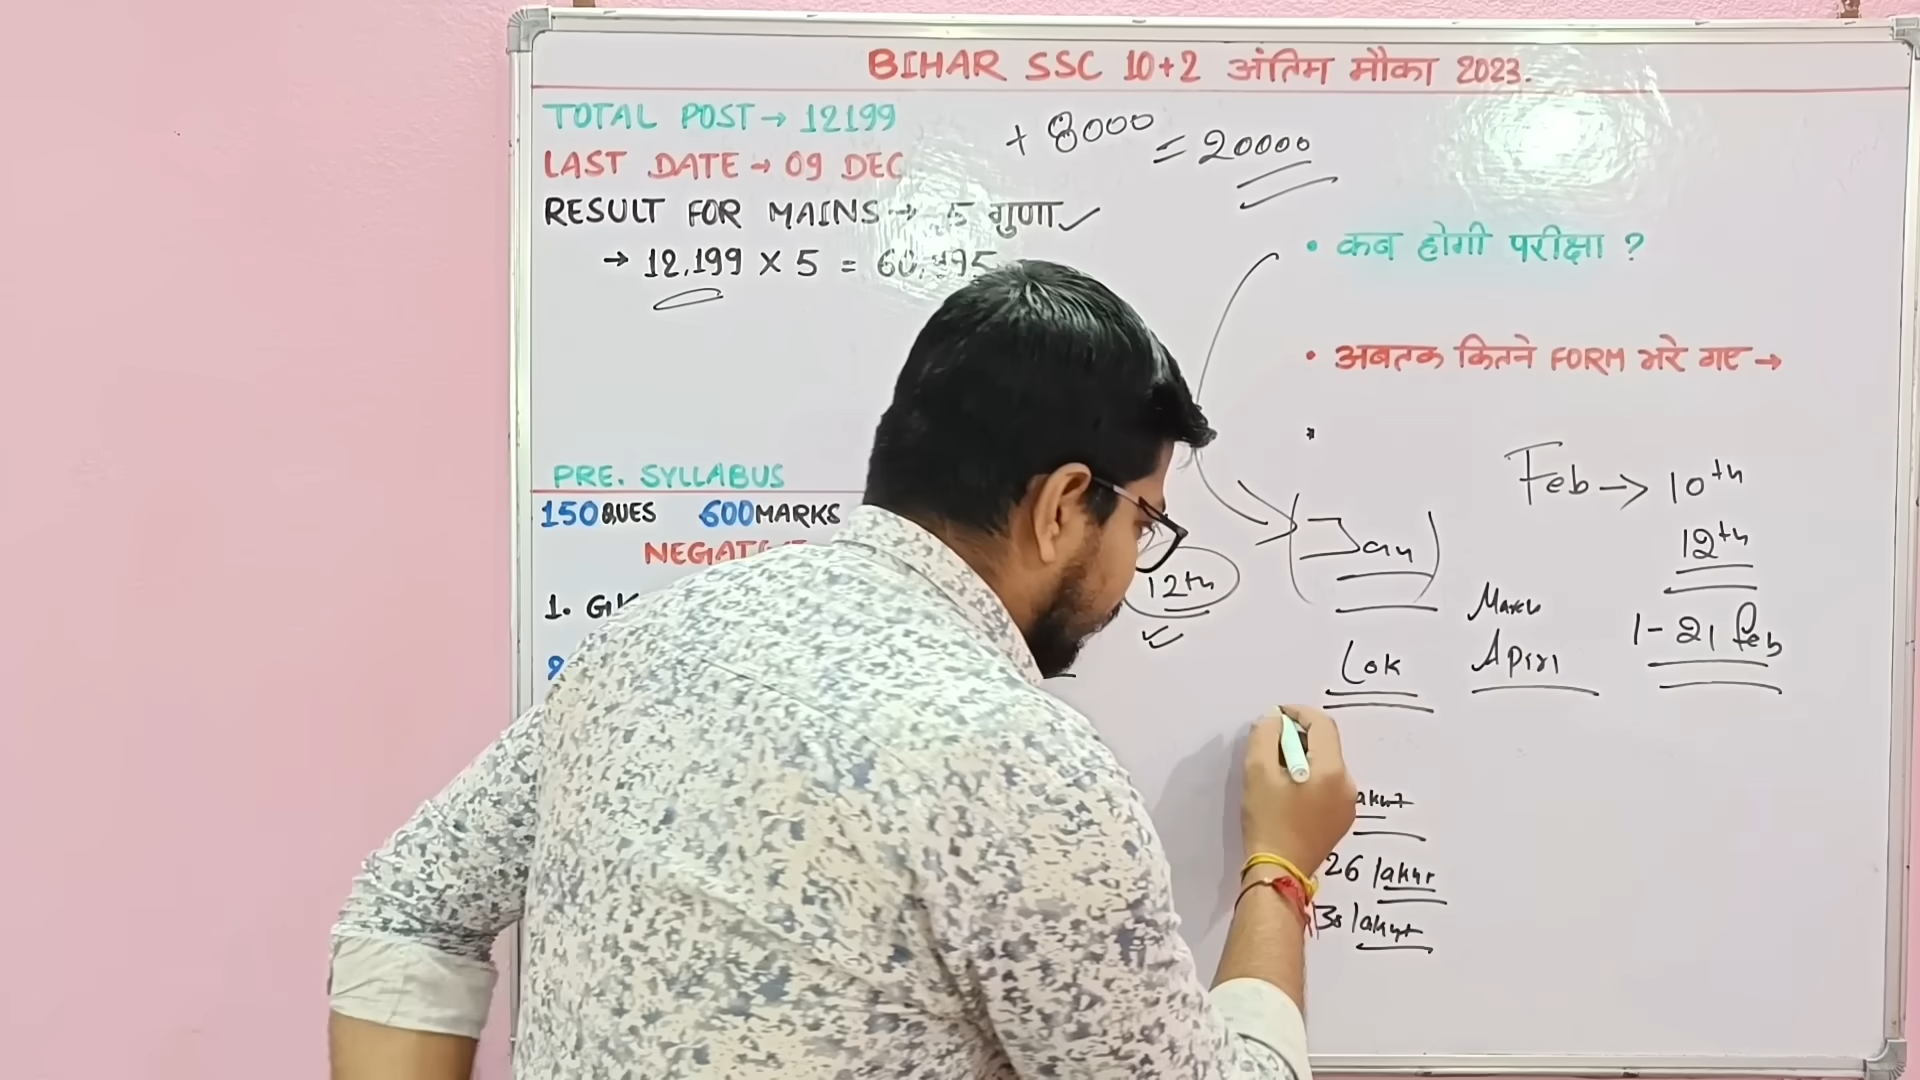 BIHAR SSC 10+2 अंतिम मौका 2023.
TOTAL POST → 12199
+ 8000 = 20000
LAST DATE → 09 DEC
RESULT FOR MAINS → 5 गुणा ✓
→ 12,199 × 5 = 60,995
• कब होगी परीक्षा ?
• अबतक कितने FORM भरे गए →
•
PRE. SYLLABUS
150 QUES 600 MARKS
1. GK
12th
Jan
Feb → 10th
12th
1 - 21 feb
March
April
Lok
26 lakh
30 lakh